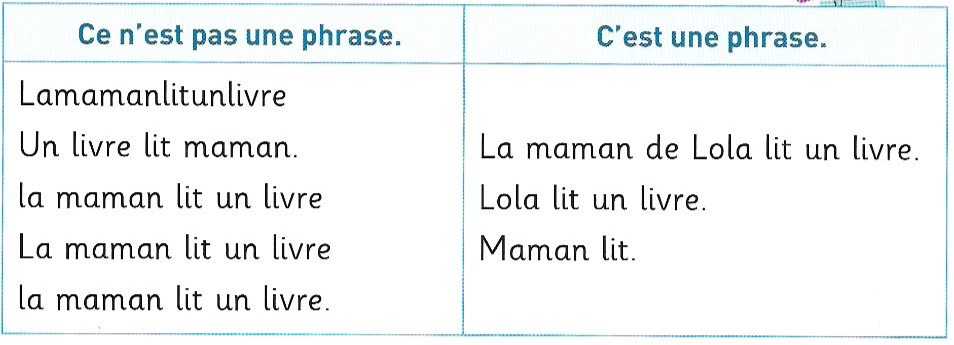 Ce n'est pas une phrase.
C'est une phrase.
Lamamanlitunlivre
Un livre lit maman.
la maman lit un livre
La maman lit un livre
la maman lit un livre.
La maman de Lola lit un livre.
Lola lit un livre.
Maman lit.